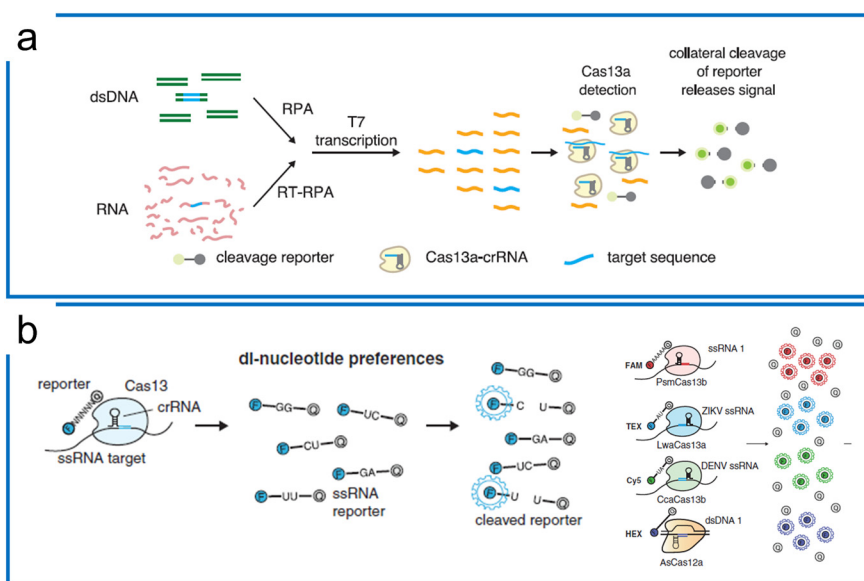 a
dsDNA
RPA
T7
transcription
RNA
RT-RPA
Cas13a
detection
collateral cleavage
of reporter
releases signal
cleavage reporter
Cas13a-crRNA
target sequence
b
reporter
Cas13
NNNNN
crRNA
ssRNA target
di-nucleotide preferences
F GG Q
F UC Q
F CU Q
F GA Q
F UU Q
ssRNA
reporter
F GG Q
F C U Q
F GA Q
F UC Q
F U U Q
cleaved reporter
FAM
AAAAA
Q
ssRNA 1
PsmCas13b
TEX
Q
ZIKV ssRNA
LwaCas13a
Cy5
UA
Q
DENV ssRNA
CcaCas13b
HEX
Q
dsDNA 1
AsCas12a